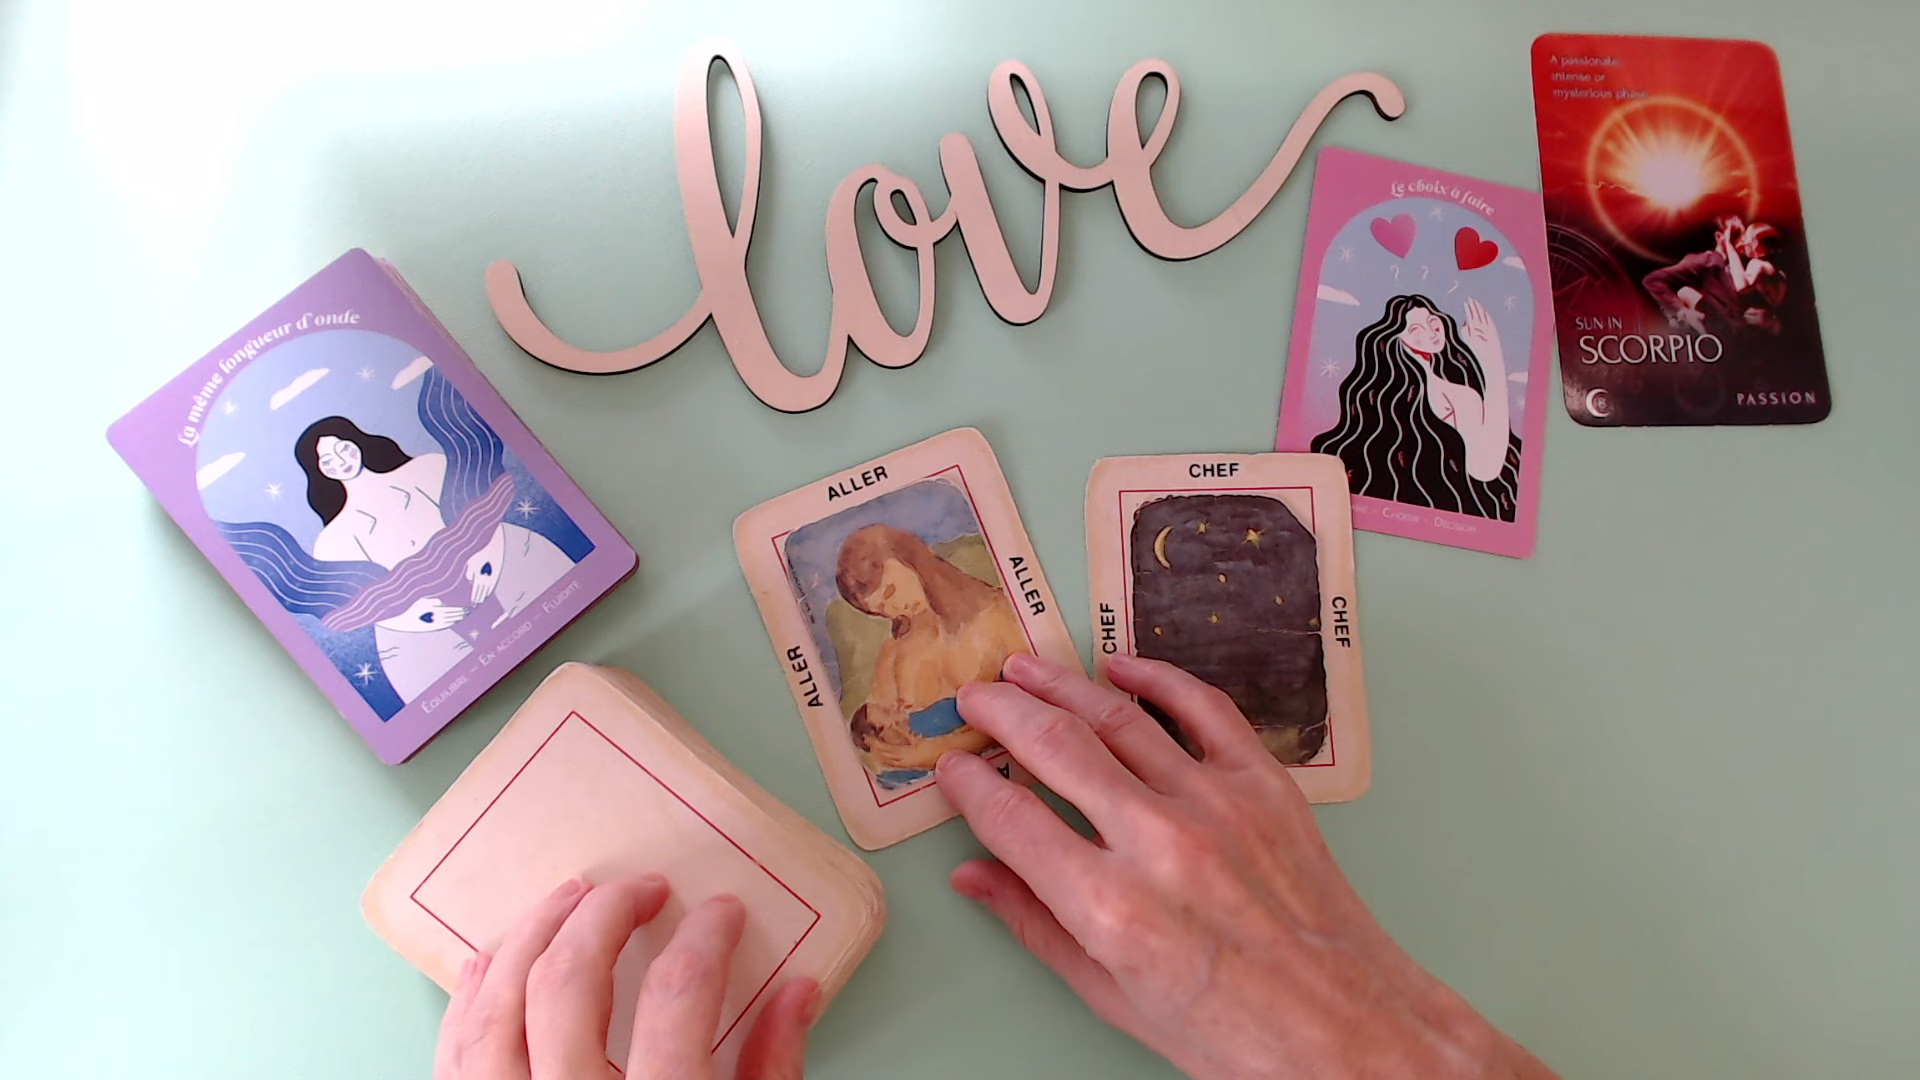 love
A passionate,
intense or
mysterious phase
SUN IN
SCORPIO
PASSION
Le choix à faire
Choisir - Décision
La même longueur d'onde
Équilibre - En accord - Fluidité
ALLER
ALLER
ALLER
CHEF
CHEF
CHEF